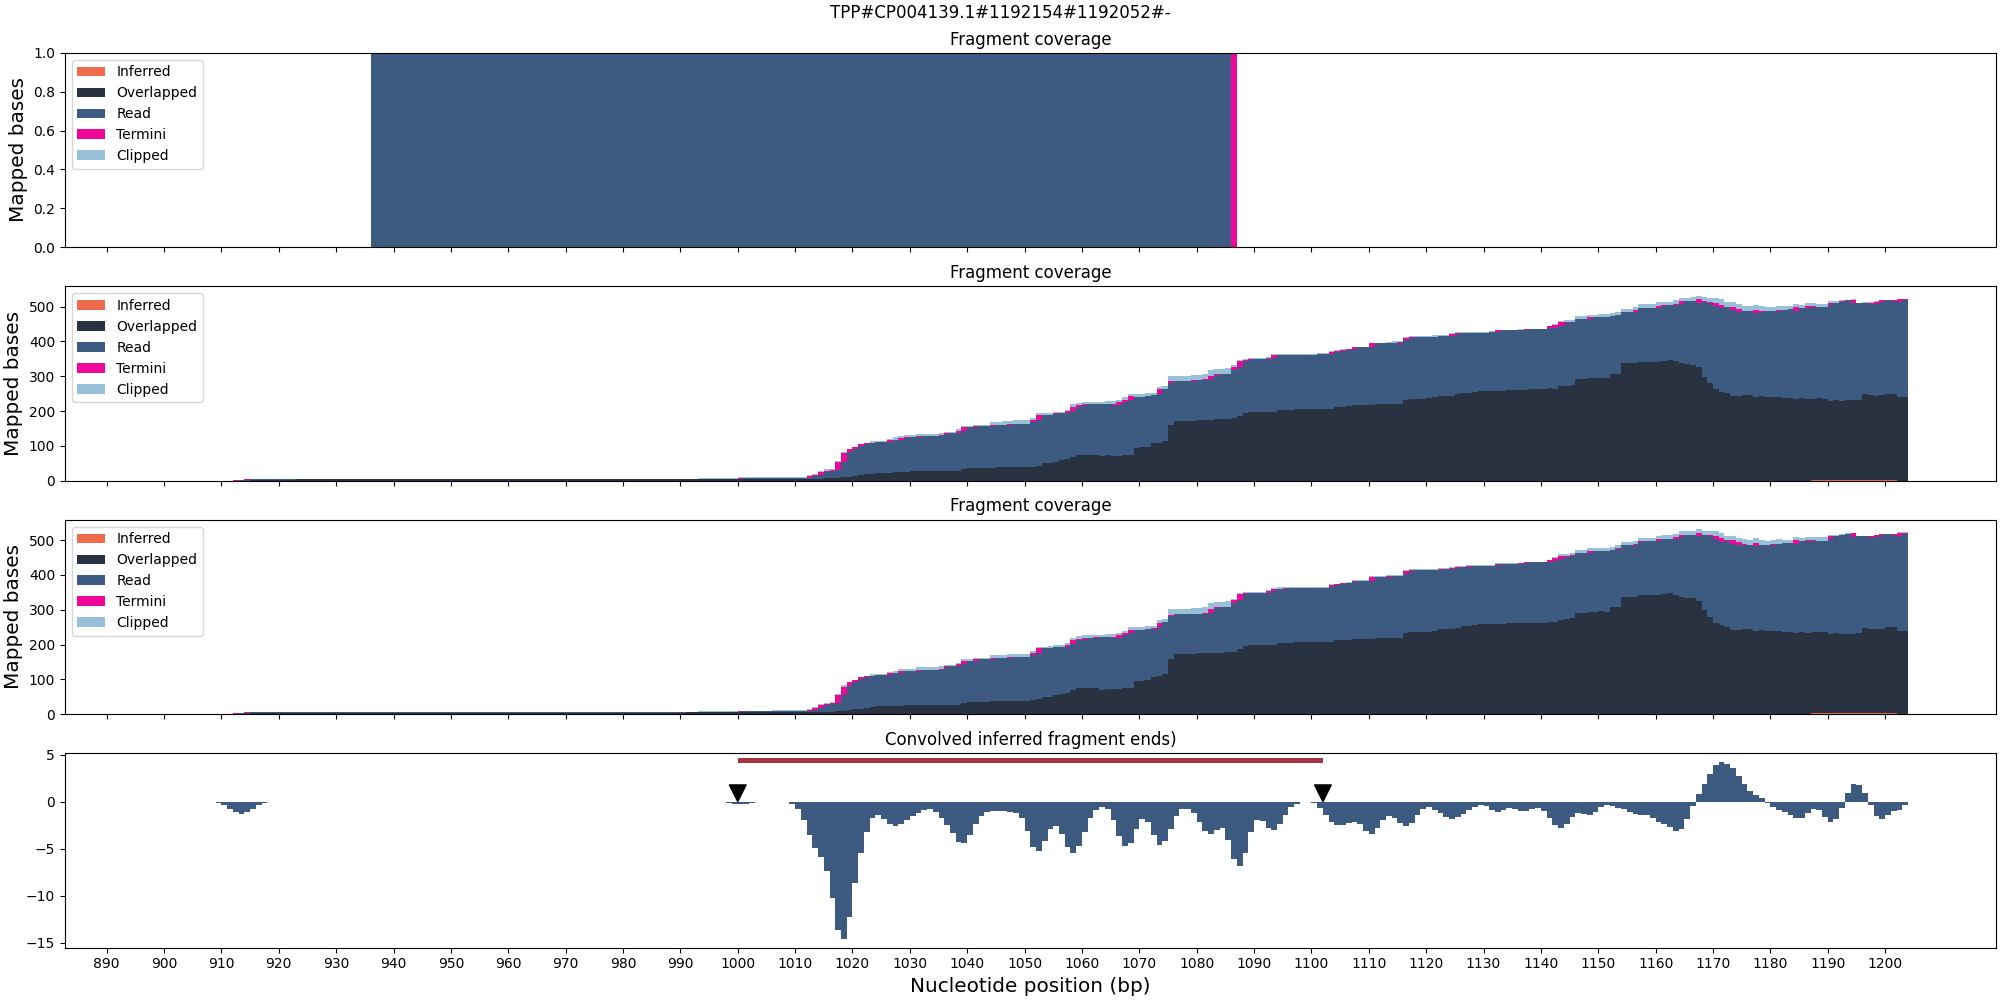 TPP#CP004139.1#1192154#1192052#-
Fragment coverage
Mapped bases
1.0
0.8
0.6
0.4
0.2
0.0
Inferred
Overlapped
Read
Termini
Clipped
Fragment coverage
Mapped bases
500
400
300
200
100
0
Inferred
Overlapped
Read
Termini
Clipped
Fragment coverage
Mapped bases
500
400
300
200
100
0
Inferred
Overlapped
Read
Termini
Clipped
Convolved inferred fragment ends)
5
0
−5
−10
−15
890 900 910 920 930 940 950 960 970 980 990 1000 1010 1020 1030 1040 1050 1060 1070 1080 1090 1100 1110 1120 1130 1140 1150 1160 1170 1180 1190 1200
Nucleotide position (bp)